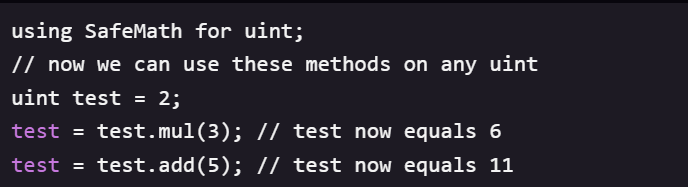 using SafeMath for uint;
// now we can use these methods on any uint
uint test = 2;
test = test.mul(3); // test now equals 6
test = test.add(5); // test now equals 11